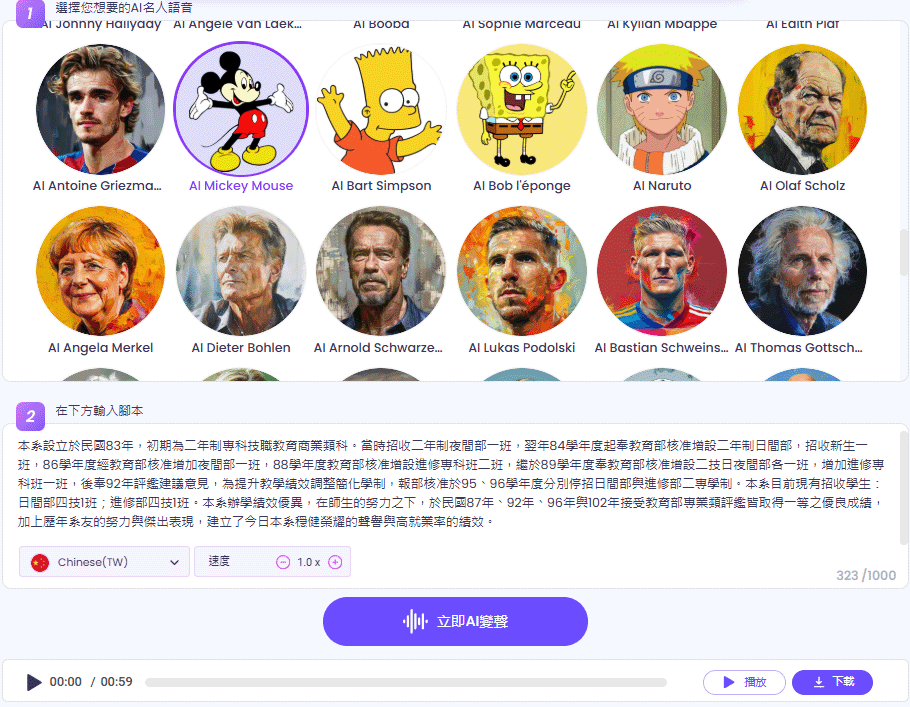 1
選擇您想要的AI名人語音
AI Johnny Hallyday AI Angèle Van Laek... AI Booba AI Sophie Marceau AI Kylian Mbappé AI Edith Piaf
AI Antoine Griezma... AI Mickey Mouse AI Bart Simpson AI Bob l'éponge AI Naruto AI Olaf Scholz
AI Angela Merkel AI Dieter Bohlen AI Arnold Schwarze... AI Lukas Podolski AI Bastian Schweins... AI Thomas Gottsch...
2
在下方輸入腳本
本系設立於民國83年，初期為二年制專科技職教育商業類科。當時招收二年制夜間部一班，翌年84學年度起奉教育部核准增設二年制日間部，招收新生一
班，86學年度經教育部核准增加夜間部一班，88學年度教育部核准增設進修專科班二班，繼於89學年度奉教育部核准增設二技日夜間部各一班，增加進修專
科班一班，後奉92年評鑑建議意見，為提升教學績效調整簡化學制，報部核准於95、96學年度分別停招日間部與進修部二專學制。本系目前現有招收學生：
日間部四技1班；進修部四技1班。本系辦學績效優異，在師生的努力之下，於民國87年、92年、96年與102年接受教育部專業類評鑑皆取得一等之優良成績，
加上歷年系友的努力與傑出表現，建立了今日本系穩健榮耀的聲譽與高就業率的績效。
Chinese(TW) 速度 1.0 x
323 /1000
立即AI變聲
00:00 / 00:59 播放 下載